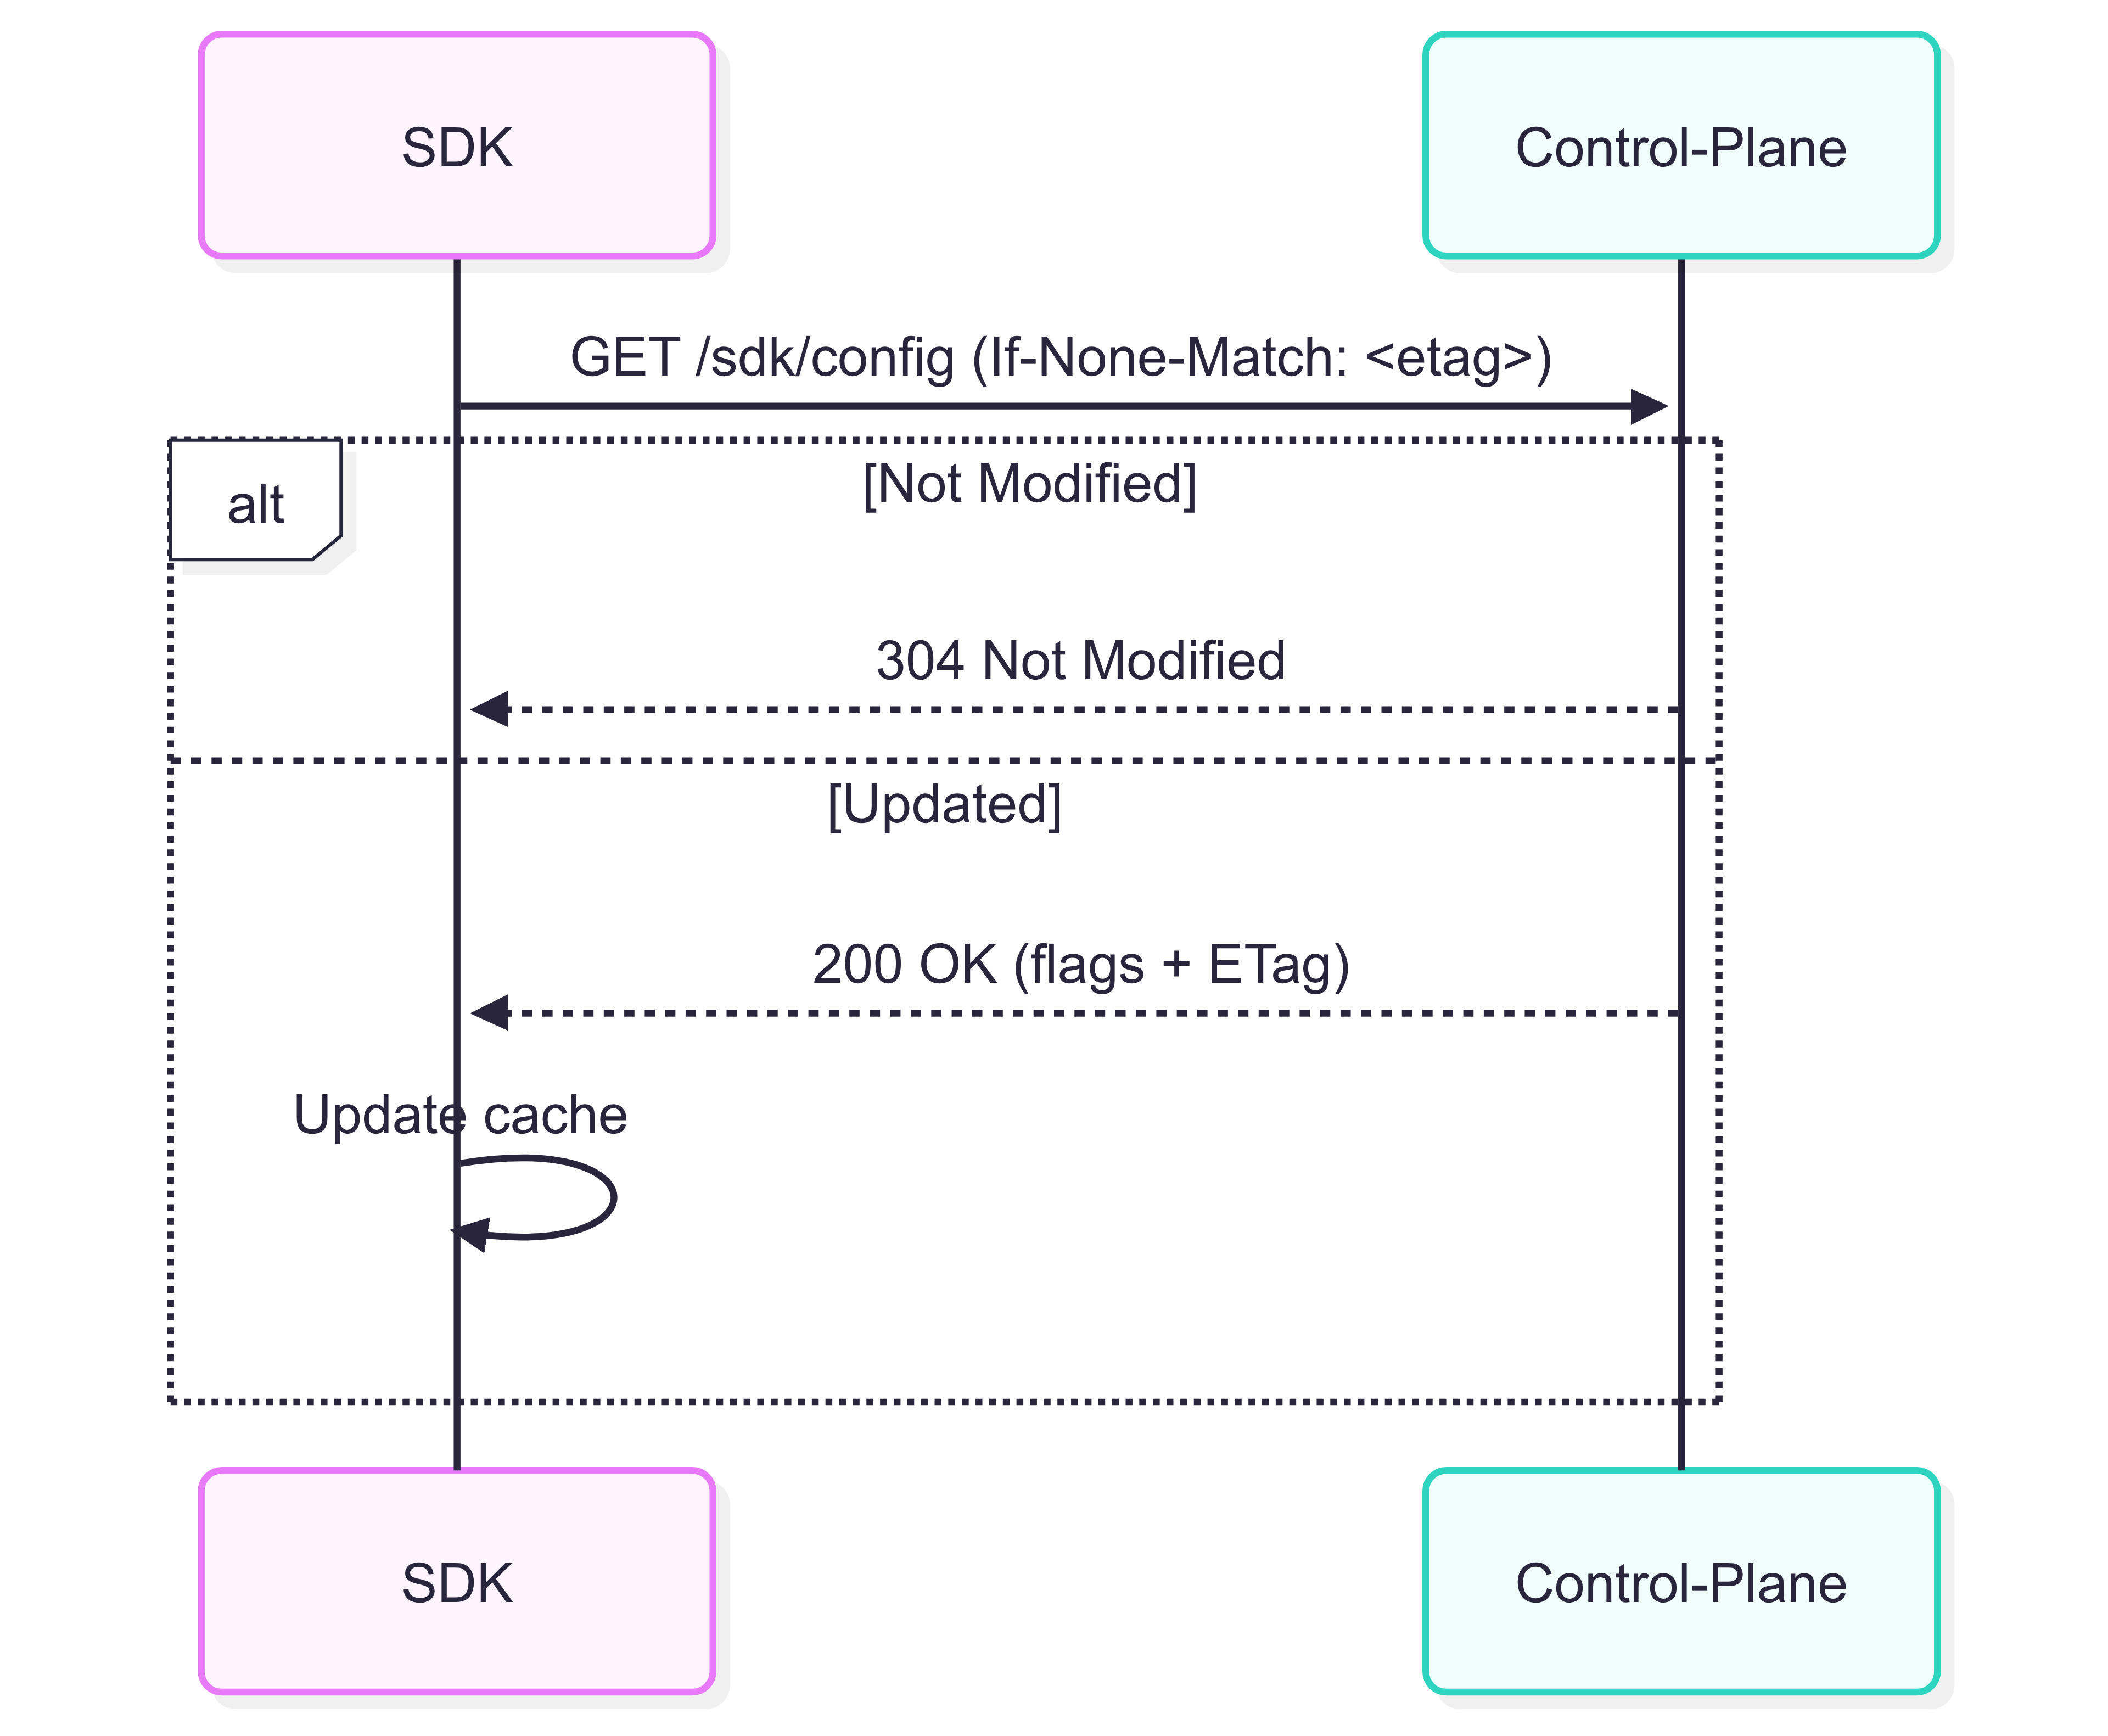 SDK
Control-Plane
GET /sdk/config (If-None-Match: <etag>)
alt
[Not Modified]
304 Not Modified
[Updated]
200 OK (flags + ETag)
Update cache
SDK
Control-Plane